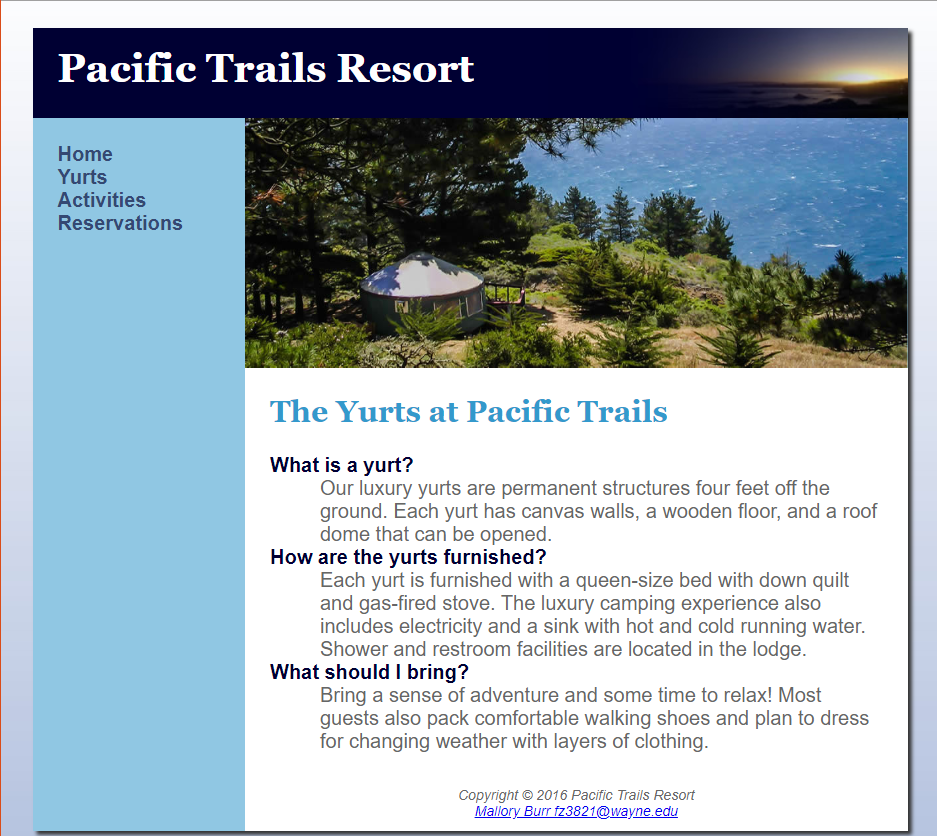 Pacific Trails Resort
Home
Yurts
Activities
Reservations
The Yurts at Pacific Trails
What is a yurt?
Our luxury yurts are permanent structures four feet off the
ground. Each yurt has canvas walls, a wooden floor, and a roof
dome that can be opened.
How are the yurts furnished?
Each yurt is furnished with a queen-size bed with down quilt
and gas-fired stove. The luxury camping experience also
includes electricity and a sink with hot and cold running water.
Shower and restroom facilities are located in the lodge.
What should I bring?
Bring a sense of adventure and some time to relax! Most
guests also pack comfortable walking shoes and plan to dress
for changing weather with layers of clothing.
Copyright © 2016 Pacific Trails Resort
Mallory Burr fz3821@wayne.edu